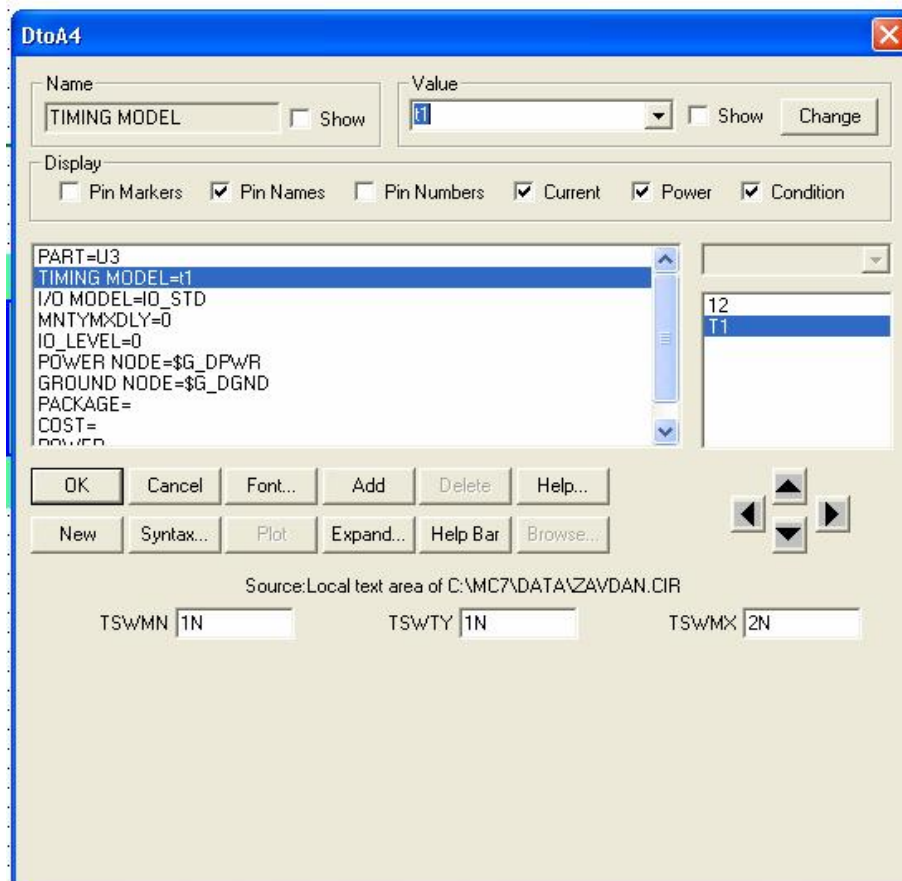 DtoA4
Name
Value
TIMING MODEL
Show
t1
Show
Change
Display
Pin Markers
Pin Names
Pin Numbers
Current
Power
Condition
PART=U3
TIMING MODEL=t1
I/O MODEL=IO_STD
MNTYMXDLY=0
IO_LEVEL=0
POWER NODE=$G_DPWR
GROUND NODE=$G_DGND
PACKAGE=
COST=
12
T1
OK
Cancel
Font...
Add
Delete
Help...
New
Syntax...
Plot
Expand...
Help Bar
Browse...
Source:Local text area of C:\MC7\DATA\ZAVDAN.CIR
TSWMN 1N
TSWTY 1N
TSWMX 2N